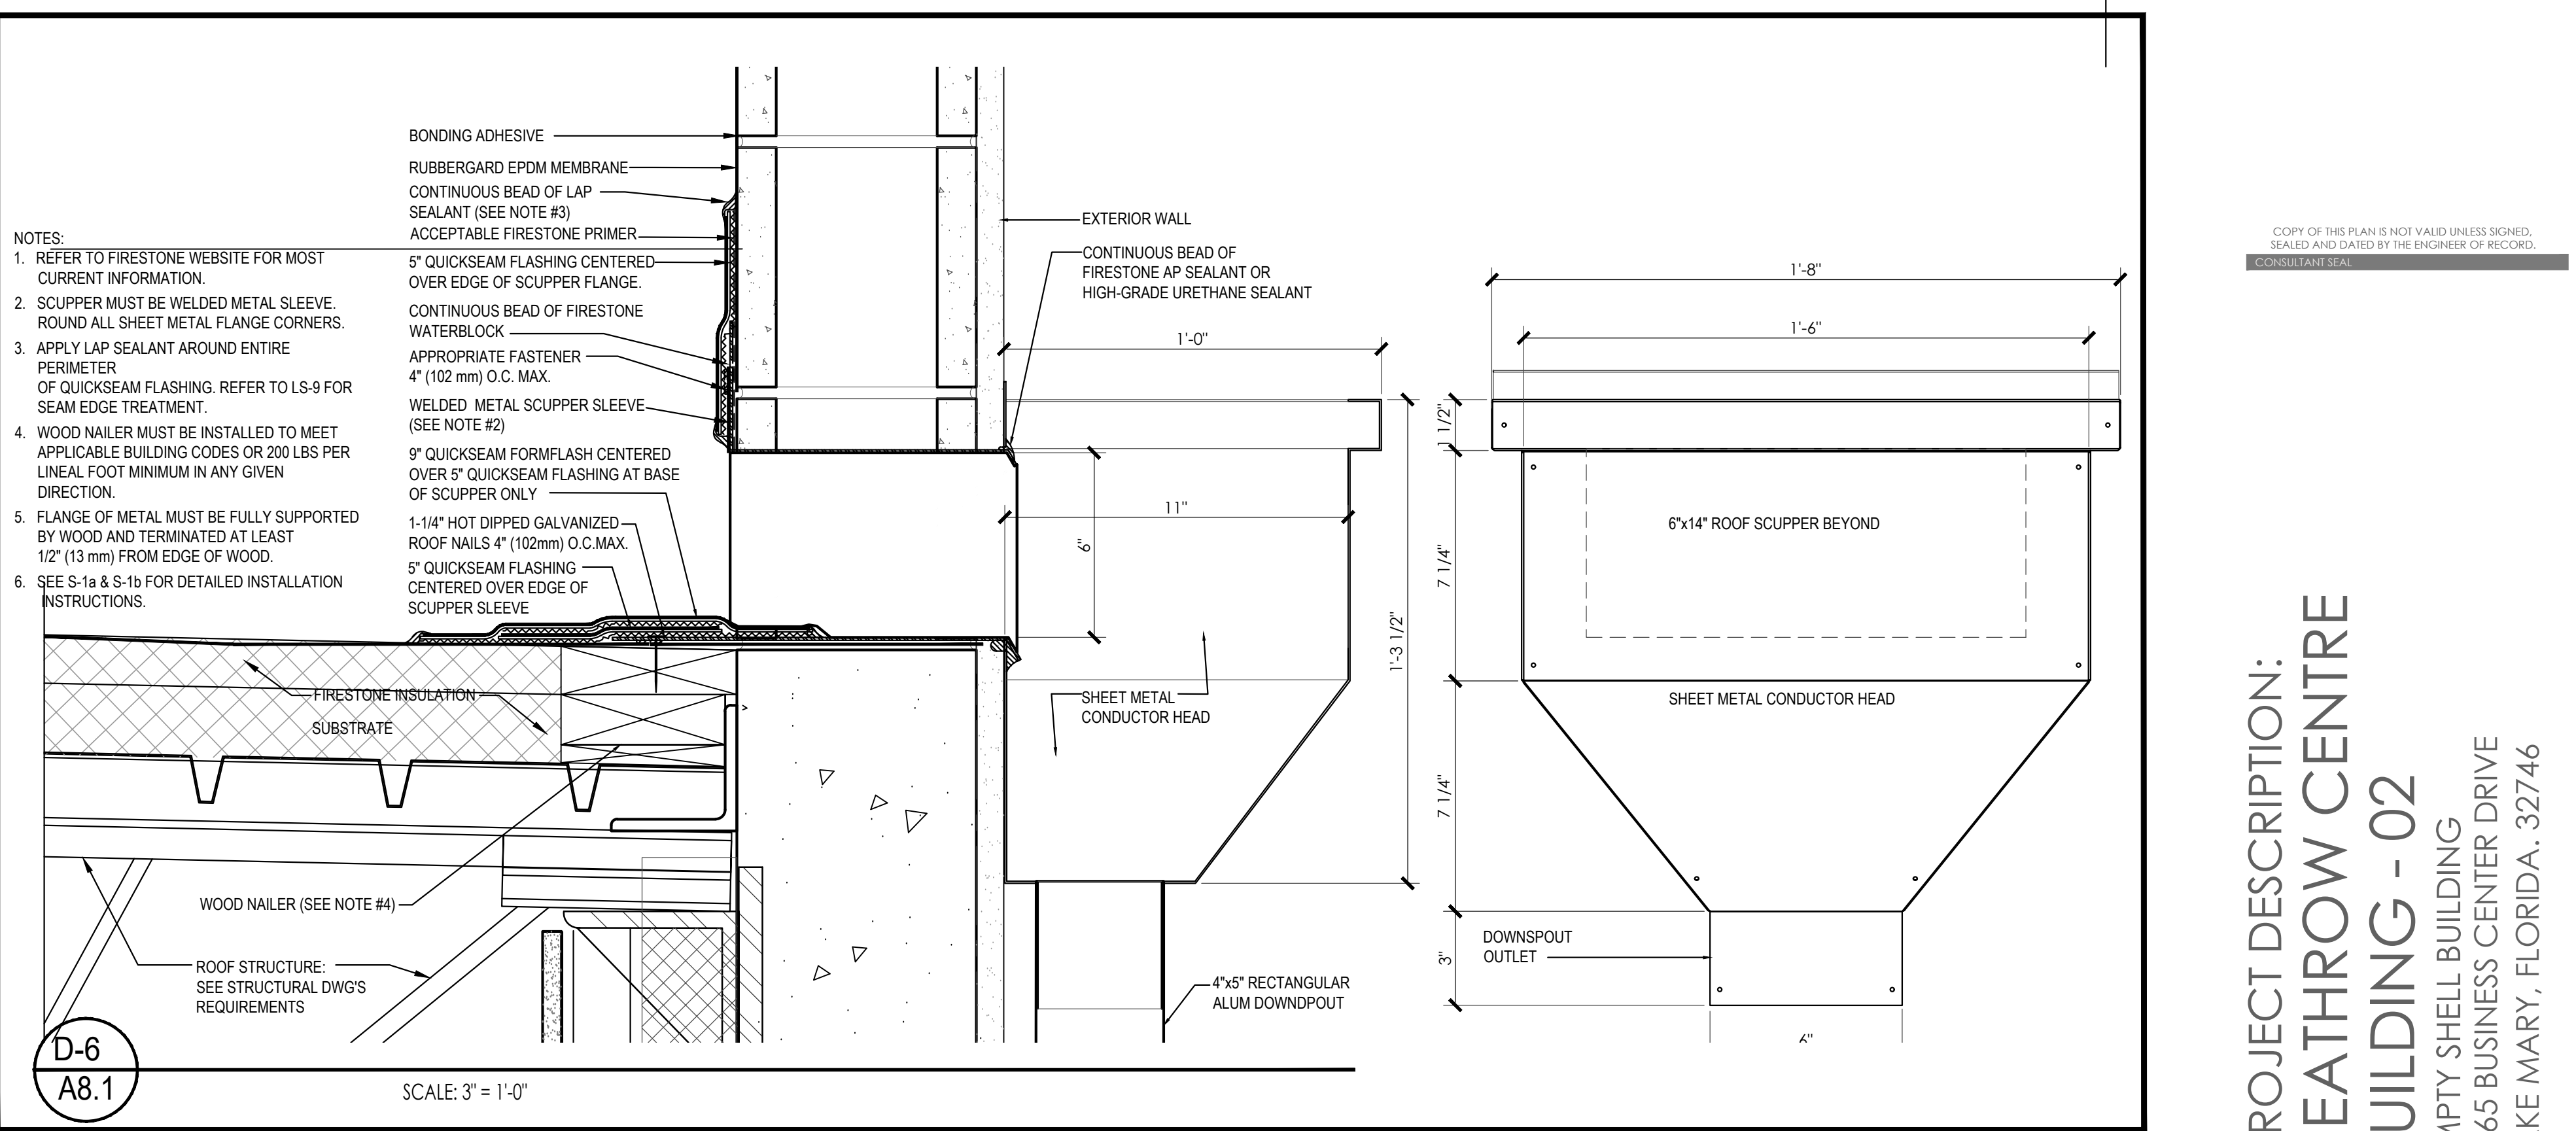 NOTES:
1. REFER TO FIRESTONE WEBSITE FOR MOST
CURRENT INFORMATION.
2. SCUPPER MUST BE WELDED METAL SLEEVE.
ROUND ALL SHEET METAL FLANGE CORNERS.
3. APPLY LAP SEALANT AROUND ENTIRE
PERIMETER
OF QUICKSEAM FLASHING. REFER TO LS-9 FOR
SEAM EDGE TREATMENT.
4. WOOD NAILER MUST BE INSTALLED TO MEET
APPLICABLE BUILDING CODES OR 200 LBS PER
LINEAL FOOT MINIMUM IN ANY GIVEN
DIRECTION.
5. FLANGE OF METAL MUST BE FULLY SUPPORTED
BY WOOD AND TERMINATED AT LEAST
1/2" (13 mm) FROM EDGE OF WOOD.
6. SEE S-1a & S-1b FOR DETAILED INSTALLATION
INSTRUCTIONS.
BONDING ADHESIVE
RUBBERGARD EPDM MEMBRANE
CONTINUOUS BEAD OF LAP
SEALANT (SEE NOTE #3)
ACCEPTABLE FIRESTONE PRIMER
5" QUICKSEAM FLASHING CENTERED
OVER EDGE OF SCUPPER FLANGE.
CONTINUOUS BEAD OF FIRESTONE
WATERBLOCK
APPROPRIATE FASTENER
4" (102 mm) O.C. MAX.
WELDED METAL SCUPPER SLEEVE
(SEE NOTE #2)
9" QUICKSEAM FORMFLASH CENTERED
OVER 5" QUICKSEAM FLASHING AT BASE
OF SCUPPER ONLY
1-1/4" HOT DIPPED GALVANIZED
ROOF NAILS 4" (102mm) O.C.MAX.
5" QUICKSEAM FLASHING
CENTERED OVER EDGE OF
SCUPPER SLEEVE
FIRESTONE INSULATION
SUBSTRATE
WOOD NAILER (SEE NOTE #4)
ROOF STRUCTURE:
SEE STRUCTURAL DWG'S
REQUIREMENTS
EXTERIOR WALL
CONTINUOUS BEAD OF
FIRESTONE AP SEALANT OR
HIGH-GRADE URETHANE SEALANT
1'-0"
11"
6"
1'-3 1/2"
SHEET METAL
CONDUCTOR HEAD
4"x5" RECTANGULAR
ALUM DOWNDPOUT
1'-8"
1'-6"
1 1/2"
7 1/4"
7 1/4"
3"
6"x14" ROOF SCUPPER BEYOND
SHEET METAL CONDUCTOR HEAD
DOWNSPOUT
OUTLET
6"
D-6
A8.1
SCALE: 3" = 1'-0"
COPY OF THIS PLAN IS NOT VALID UNLESS SIGNED,
SEALED AND DATED BY THE ENGINEER OF RECORD.
CONSULTANT SEAL
ROJECT DESCRIPTION:
EATHROW CENTRE
UILDING - 02
MPTY SHELL BUILDING
65 BUSINESS CENTER DRIVE
KE MARY, FLORIDA. 32746